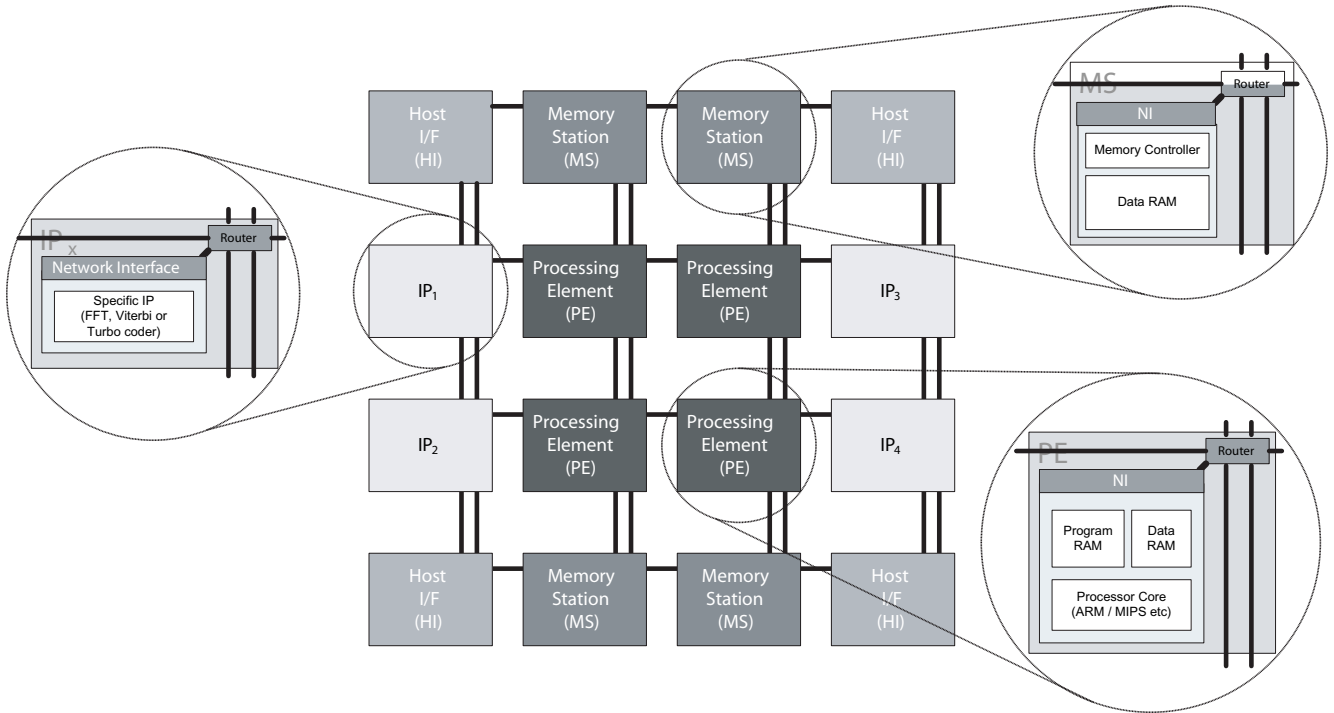 Host
I/F
(HI)
Memory
Station
(MS)
Memory
Station
(MS)
Host
I/F
(HI)
MS
Router
NI
Memory Controller
Data RAM
IPx
Router
Network Interface
Specific IP
(FFT, Viterbi or
Turbo coder)
IP1
Processing
Element
(PE)
Processing
Element
(PE)
IP3
IP2
Processing
Element
(PE)
Processing
Element
(PE)
IP4
PE
Router
NI
Program
RAM
Data
RAM
Processor Core
(ARM / MIPS etc)
Host
I/F
(HI)
Memory
Station
(MS)
Memory
Station
(MS)
Host
I/F
(HI)